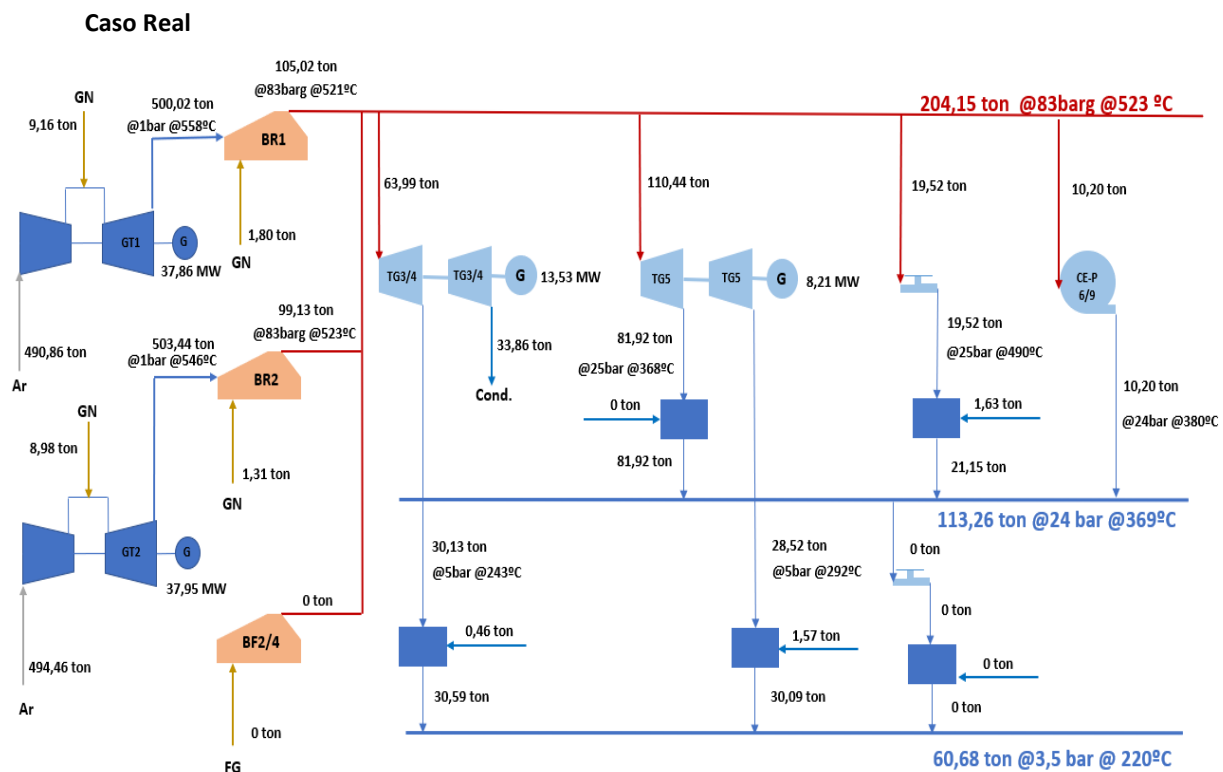 Caso Real
105,02 ton
@83barg @521ºC
GN
500,02 ton
@1bar @558ºC
204,15 ton @83barg @523 ºC
9,16 ton
BR1
63,99 ton
110,44 ton
19,52 ton
10,20 ton
GT1
G
1,80 ton
GN
37,86 MW
TG3/4
TG3/4
G
13,53 MW
TG5
TG5
G
8,21 MW
CE-P
6/9
99,13 ton
@83barg @523ºC
503,44 ton
@1bar @546ºC
490,86 ton
Ar
33,86 ton
Cond.
81,92 ton
@25bar @368ºC
19,52 ton
@25bar @490ºC
10,20 ton
@24bar @380ºC
BR2
GN
0 ton
1,63 ton
8,98 ton
1,31 ton
81,92 ton
21,15 ton
GN
113,26 ton @24 bar @369ºC
GT2
G
37,95 MW
30,13 ton
@5bar @243ºC
28,52 ton
@5bar @292ºC
0 ton
0 ton
0 ton
BF2/4
0,46 ton
1,57 ton
0 ton
494,46 ton
30,59 ton
30,09 ton
0 ton
Ar
0 ton
60,68 ton @3,5 bar @ 220ºC
FG